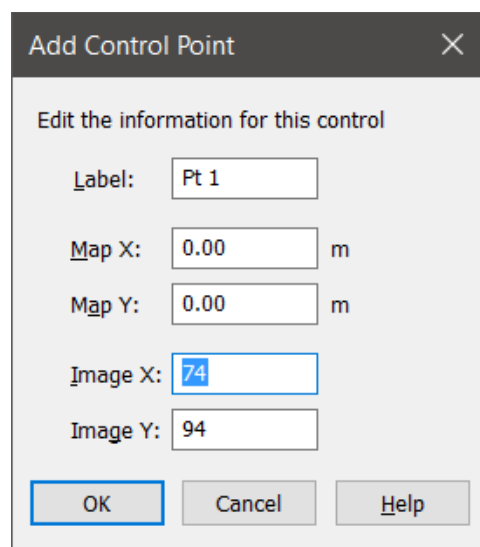 Add Control Point
Edit the information for this control
Label: Pt 1
Map X: 0.00 m
Map Y: 0.00 m
Image X: 74
Image Y: 94
OK Cancel Help